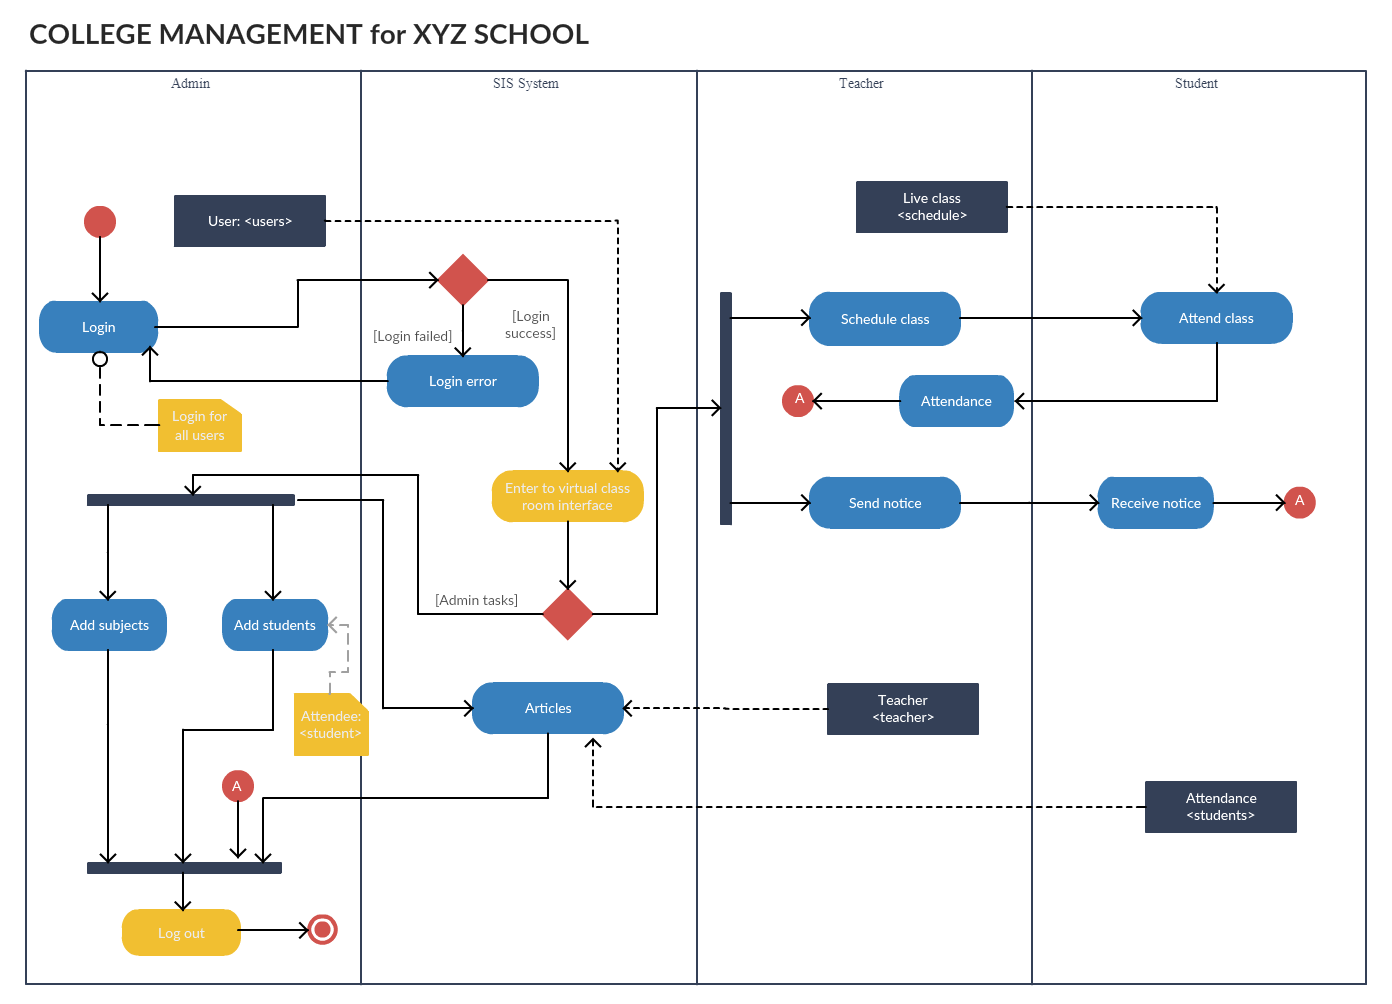 COLLEGE MANAGEMENT for XYZ SCHOOL
Admin
SIS System
Teacher
Student
User: <users>
Live class
<schedule>
Login
[Login failed]
[Login
success]
Schedule class
Attend class
Login error
Login for
all users
A
Attendance
Enter to virtual class
room interface
Send notice
Receive notice
A
[Admin tasks]
Add subjects
Add students
Attendee:
<student>
Articles
Teacher
<teacher>
A
Attendance
<students>
Log out